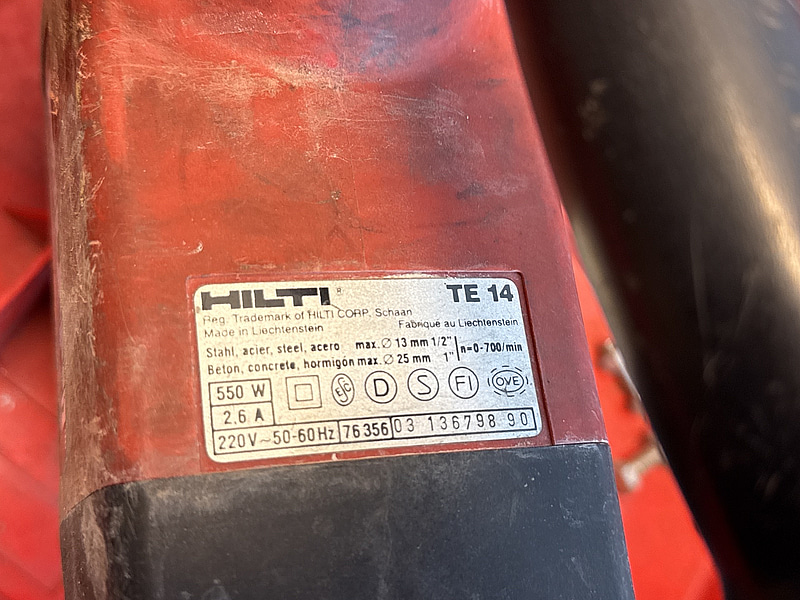 HILTI ® TE 14
Reg. Trademark of HILTI CORP. Schaan
Made in Liechtenstein Fabriqué au Liechtenstein
Stahl, acier, steel, acero max. ∅ 13 mm 1/2" n=0-700/min
Beton, concrete, hormigón max. ∅ 25 mm 1"
550 W D S FI OVE
2,6 A
220V ~ 50-60Hz 76356 03 136798 90